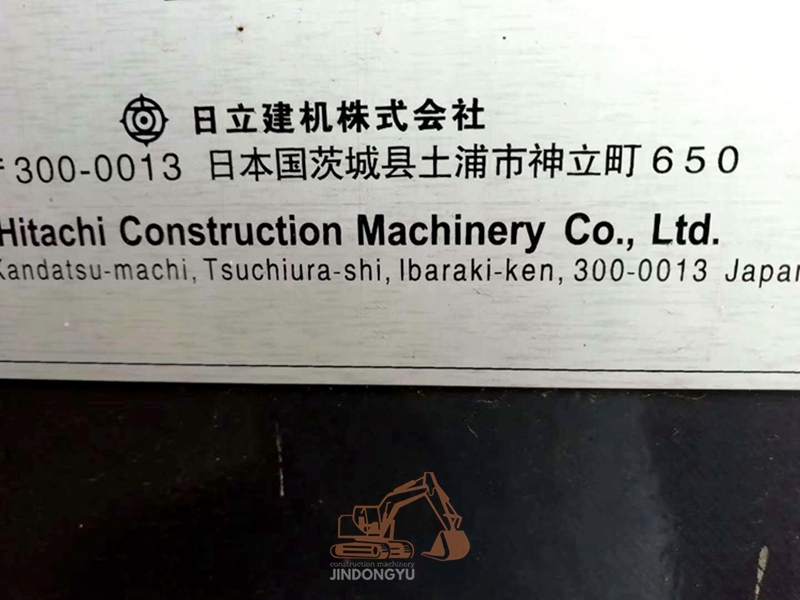 日立建机株式会社
〒300-0013 日本国茨城县土浦市神立町６５０
Hitachi Construction Machinery Co., Ltd.
Kandatsu-machi, Tsuchiura-shi, Ibaraki-ken, 300-0013 Japan
construction machinery
JINDONGYU